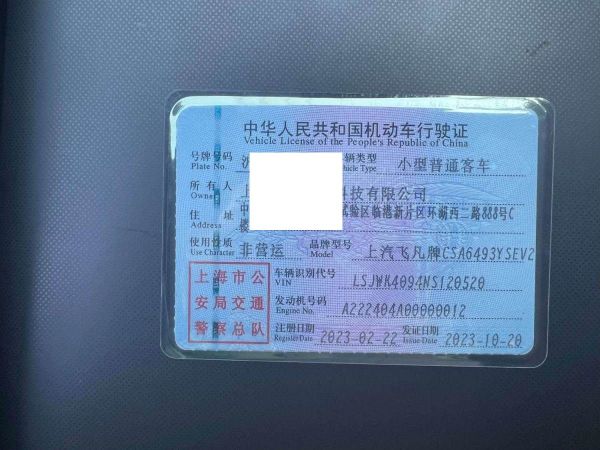 中华人民共和国机动车行驶证
Vehicle License of the People's Republic of China
号牌号码 沪 辆类型 小型普通客车
Plate No. Vehicle Type
所有人 上 科技有限公司
Owner
住址 中 试验区临港新片区环湖西二路888号C
Address 楼
使用性质 非营运 品牌型号 上汽飞凡牌CSA6493YSEV2
Use Character Model
上海市公
安局交通
警察总队
车辆识别代号 LSJWK4094NS120520
VIN
发动机号码 A222404A00000012
Engine No.
注册日期 2023-02-22 发证日期 2023-10-20
Register Date Issue Date